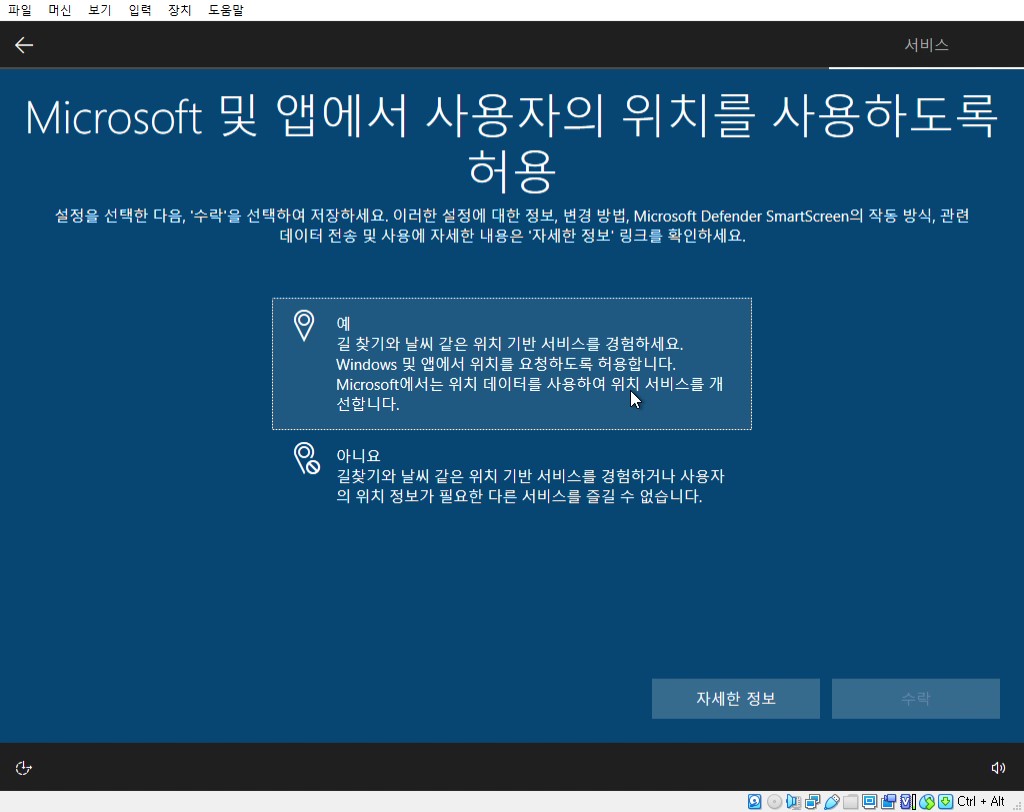 파일 머신 보기 입력 장치 도움말
서비스
Microsoft 및 앱에서 사용자의 위치를 사용하도록
허용
설정을 선택한 다음, '수락'을 선택하여 저장하세요. 이러한 설정에 대한 정보, 변경 방법, Microsoft Defender SmartScreen의 작동 방식, 관련
데이터 전송 및 사용에 자세한 내용은 '자세한 정보' 링크를 확인하세요.
예
길 찾기와 날씨 같은 위치 기반 서비스를 경험하세요.
Windows 및 앱에서 위치를 요청하도록 허용합니다.
Microsoft에서는 위치 데이터를 사용하여 위치 서비스를 개
선합니다.
아니요
길찾기와 날씨 같은 위치 기반 서비스를 경험하거나 사용자
의 위치 정보가 필요한 다른 서비스를 즐길 수 없습니다.
자세한 정보 수락
Ctrl + Alt